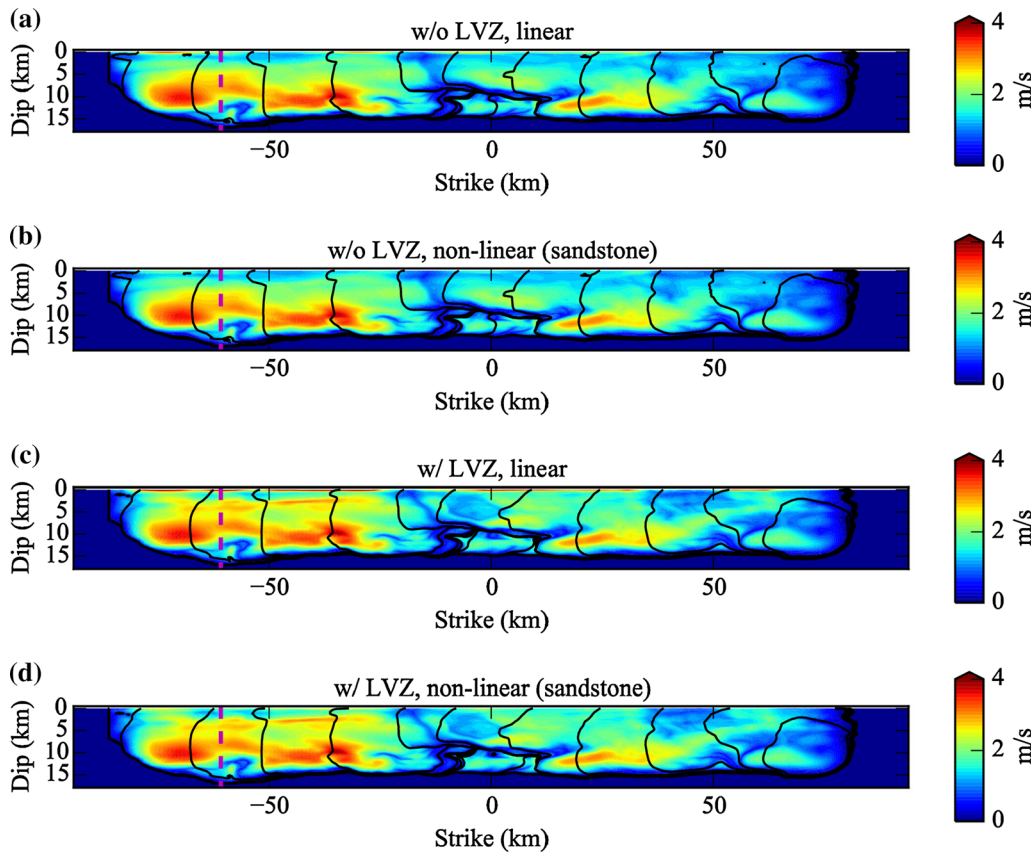 (a)
w/o LVZ, linear
Dip (km)
0
5
10
15
−50
0
50
Strike (km)
4
2
0
m/s
(b)
w/o LVZ, non-linear (sandstone)
Dip (km)
0
5
10
15
−50
0
50
Strike (km)
4
2
0
m/s
(c)
w/ LVZ, linear
Dip (km)
0
5
10
15
−50
0
50
Strike (km)
4
2
0
m/s
(d)
w/ LVZ, non-linear (sandstone)
Dip (km)
0
5
10
15
−50
0
50
Strike (km)
4
2
0
m/s